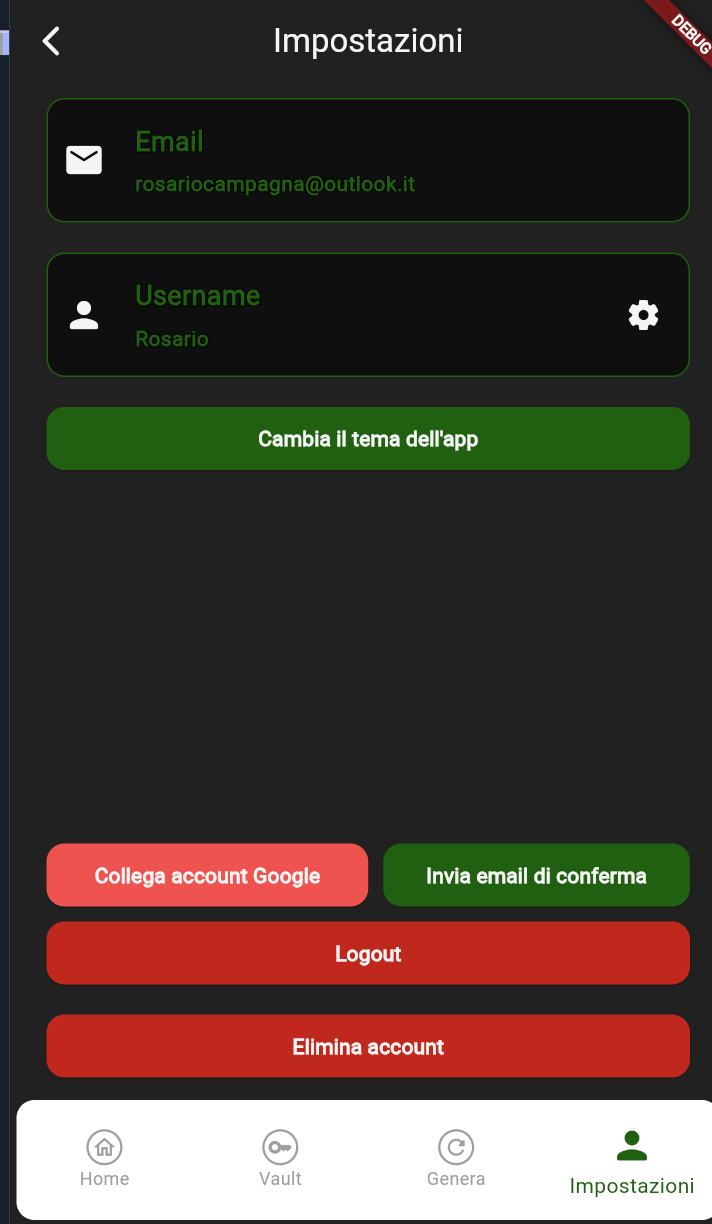 Impostazioni
DEBUG
Email
rosariocampagna@outlook.it
Username
Rosario
Cambia il tema dell'app
Collega account Google
Invia email di conferma
Logout
Elimina account
Home
Vault
Genera
Impostazioni